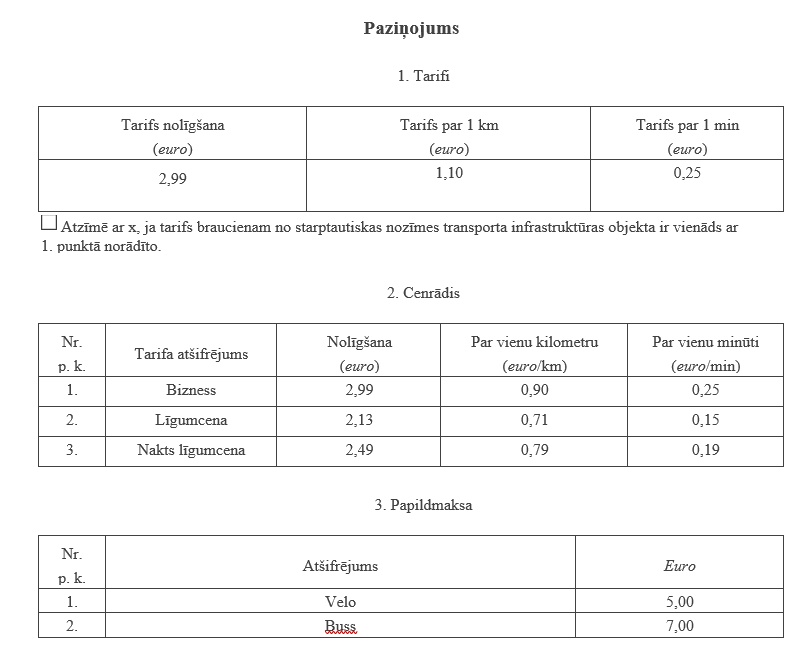 Paziņojums
1. Tarifi
Tarifs nolīgšana (euro) Tarifs par 1 km (euro) Tarifs par 1 min (euro)
2,99 1,10 0,25
Atzīmē ar x, ja tarifs braucienam no starptautiskas nozīmes transporta infrastruktūras objekta ir vienāds ar
1. punktā norādīto.
2. Cenrādis
Nr. p. k. Tarifa atšifrējums Nolīgšana (euro) Par vienu kilometru (euro/km) Par vienu minūti (euro/min)
1. Bizness 2,99 0,90 0,25
2. Līgumcena 2,13 0,71 0,15
3. Nakts līgumcena 2,49 0,79 0,19
3. Papildmaksa
Nr. p. k. Atšifrējums Euro
1. Velo 5,00
2. Buss 7,00